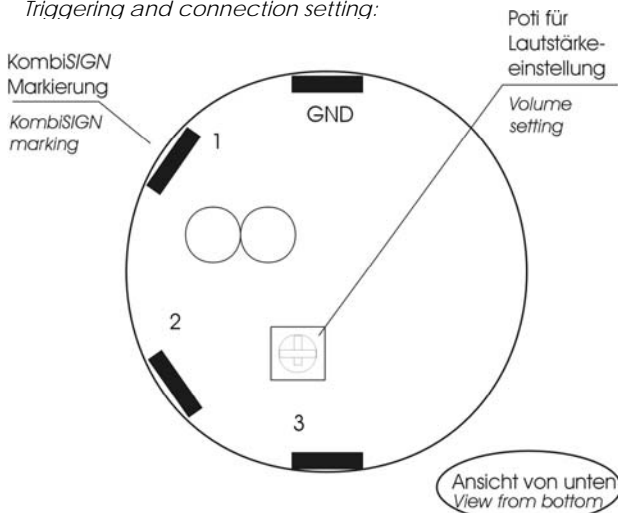 Triggering and connection setting:
Poti für
Lautstärke-
einstellung
Volume
setting
KombiSIGN
Markierung
KombiSIGN
marking
GND
1
2
3
Ansicht von unten
View from bottom